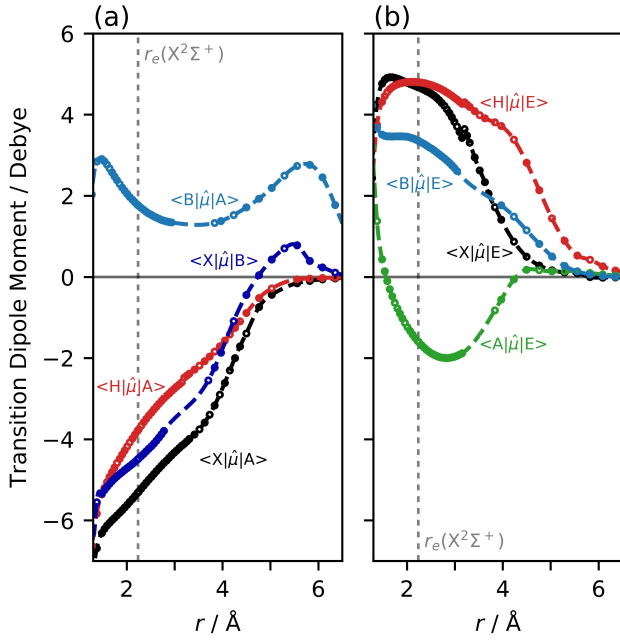 (a)
(b)
Transition Dipole Moment / Debye
6
4
2
0
−2
−4
−6
r_e(X²Σ⁺)
<B|μ̂|A>
<X|μ̂|B>
<H|μ̂|A>
<X|μ̂|A>
2
4
6
r / Å
<H|μ̂|E>
<B|μ̂|E>
<X|μ̂|E>
<A|μ̂|E>
r_e(X²Σ⁺)
2
4
6
r / Å